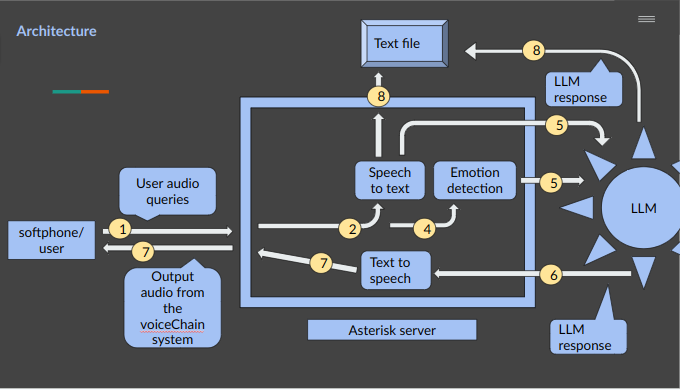 Architecture
Text file
8
LLM
response
8
5
Speech
to text
Emotion
detection
5
User audio
queries
LLM
softphone/
user
1
2
4
7
7
Text to
speech
6
Output
audio from
the
voiceChain
system
Asterisk server
LLM
response